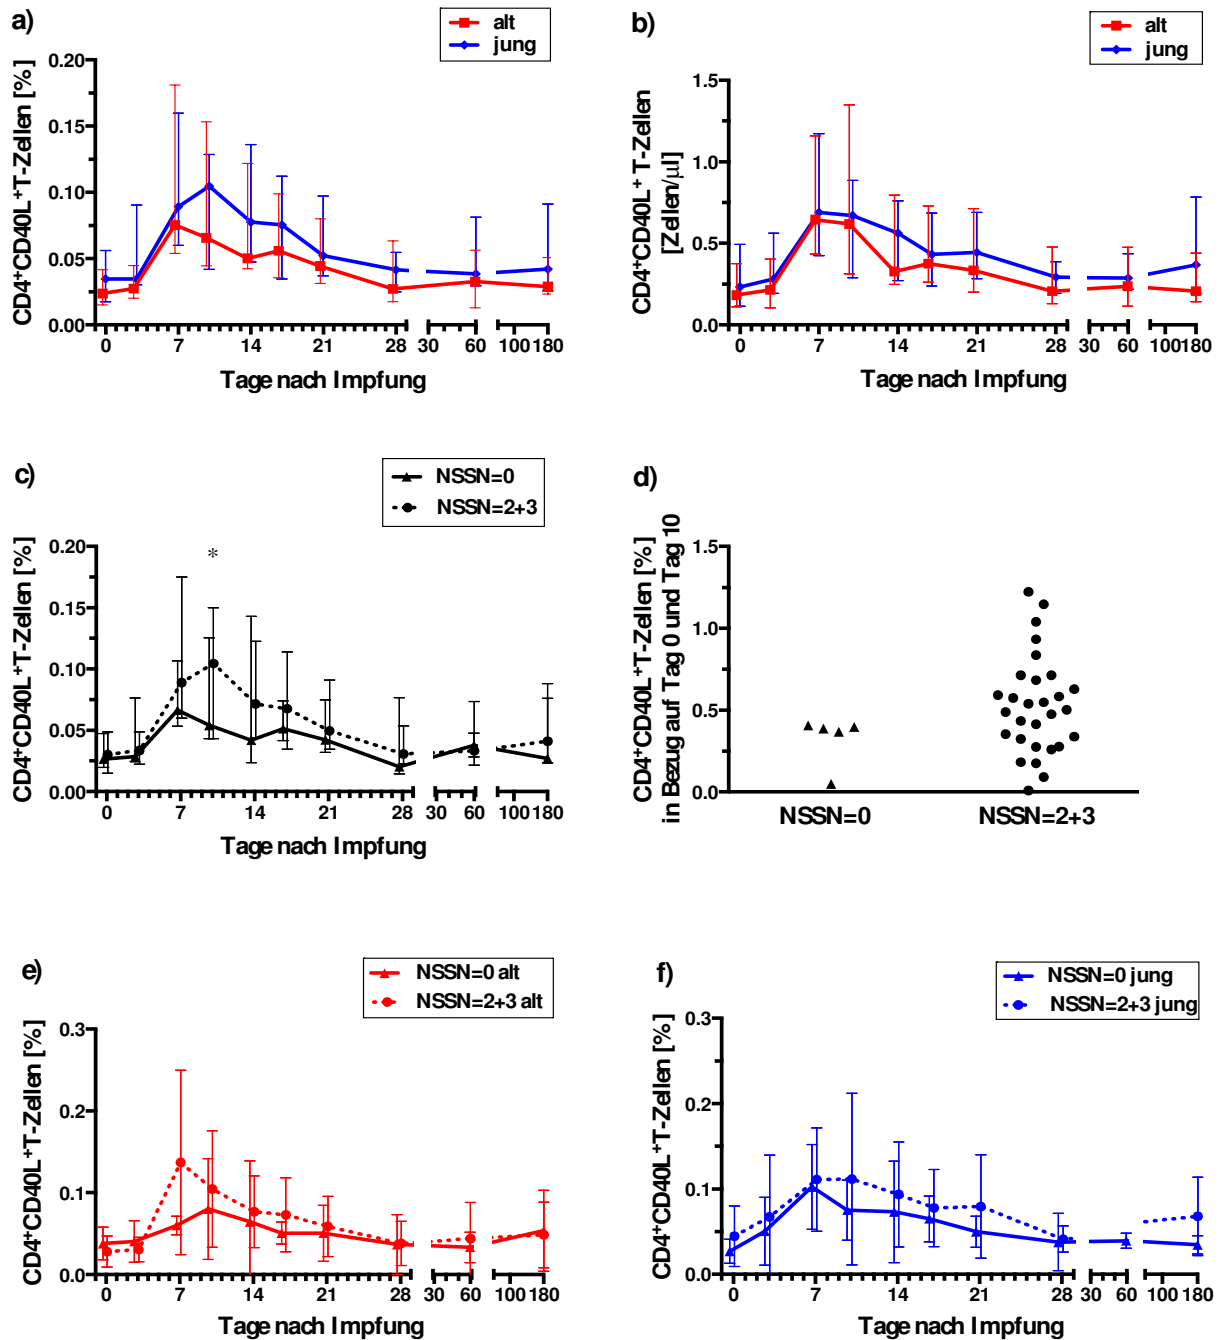 a)
alt
jung
CD4⁺CD40L⁺T-Zellen [%]
0.20
0.15
0.10
0.05
0.00
0 7 14 21 28 30 60 100 180
Tage nach Impfung
b)
alt
jung
CD4⁺CD40L⁺ T-Zellen
[Zellen/µl]
1.5
1.0
0.5
0.0
0 7 14 21 28 30 60 100 180
Tage nach Impfung
c)
NSSN=0
NSSN=2+3
CD4⁺CD40L⁺T-Zellen [%]
0.20
0.15
0.10
0.05
0.00
*
0 7 14 21 28 30 60 100 180
Tage nach Impfung
d)
CD4⁺CD40L⁺T-Zellen [%]
in Bezug auf Tag 0 und Tag 10
1.5
1.0
0.5
0.0
NSSN=0 NSSN=2+3
e)
NSSN=0 alt
NSSN=2+3 alt
CD4⁺CD40L⁺T-Zellen [%]
0.3
0.2
0.1
0.0
0 7 14 21 28 30 60 100 180
Tage nach Impfung
f)
NSSN=0 jung
NSSN=2+3 jung
CD4⁺CD40L⁺T-Zellen [%]
0.3
0.2
0.1
0.0
0 7 14 21 28 30 60 100 180
Tage nach Impfung